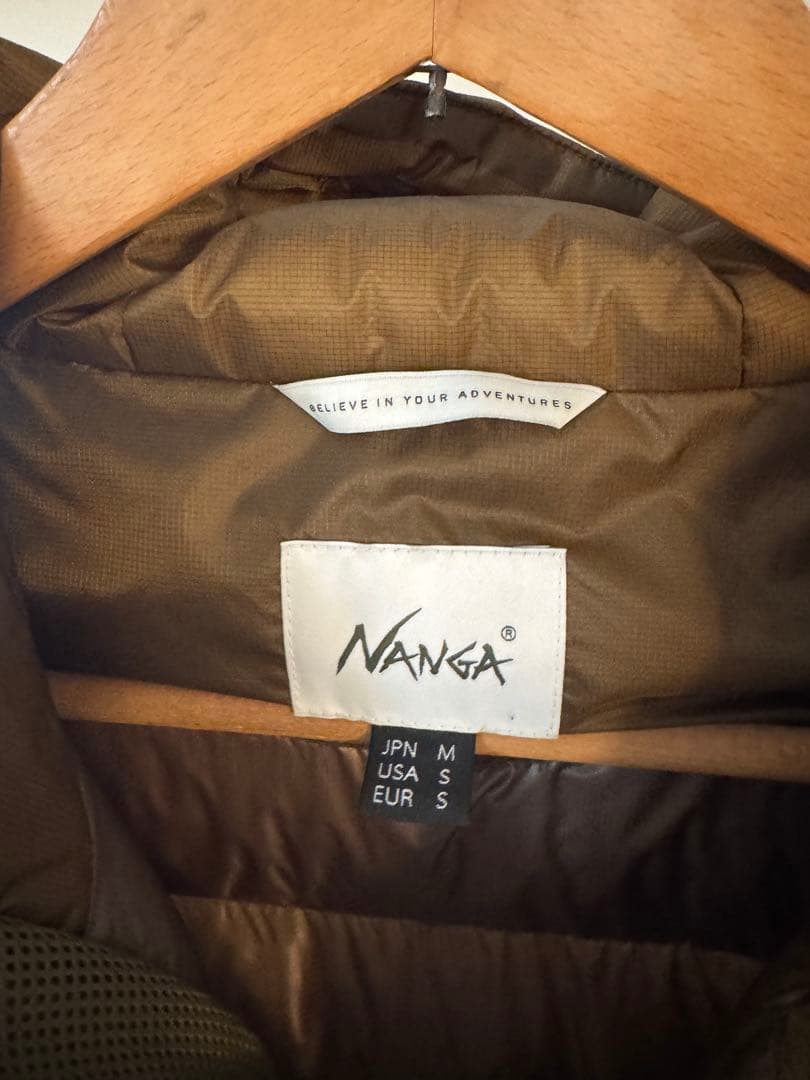 BELIEVE IN YOUR ADVENTURES
NANGA®
JPN M
USA S
EUR S